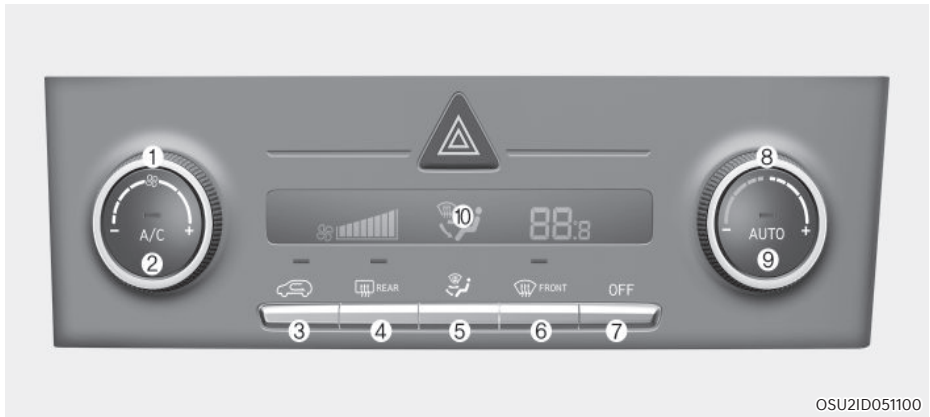 ① ⑧
- + - +
A/C AUTO
② ⑨
⑩ 88.8
REAR FRONT OFF
③ ④ ⑤ ⑥ ⑦
OSU2ID051100